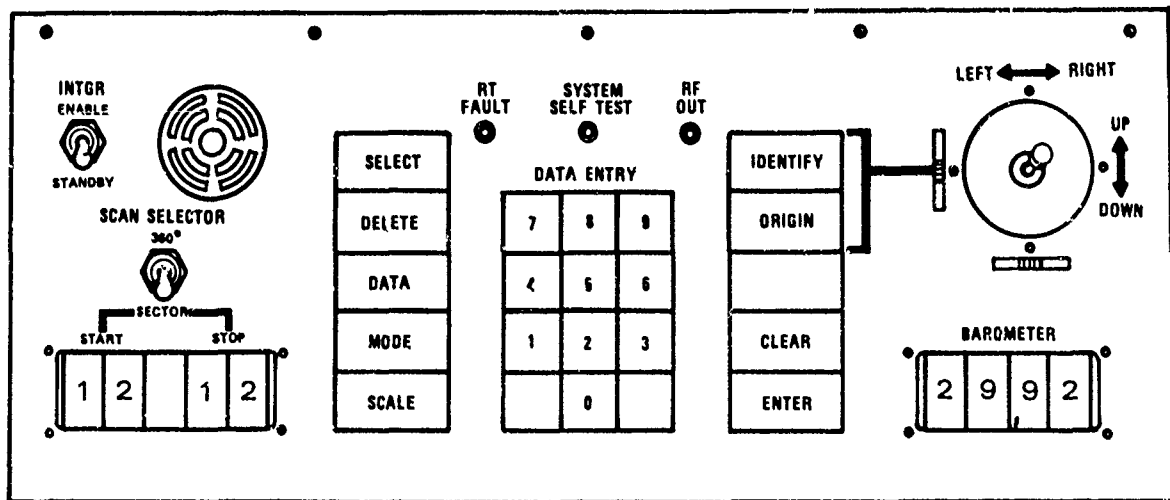 INTGR
ENABLE
STANDBY
SCAN SELECTOR
360°
SECTOR
START STOP
1 2 1 2
RT FAULT
SYSTEM SELF TEST
RF OUT
SELECT
DELETE
DATA
MODE
SCALE
DATA ENTRY
7 8 9
4 5 6
1 2 3
0
IDENTIFY
ORIGIN
CLEAR
ENTER
LEFT RIGHT
UP
DOWN
BAROMETER
2 9 9 2